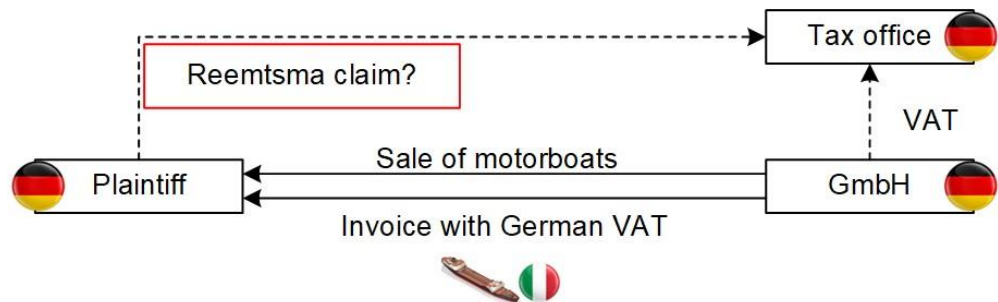 Tax office
Reemtsma claim?
VAT
Sale of motorboats
Plaintiff
GmbH
Invoice with German VAT